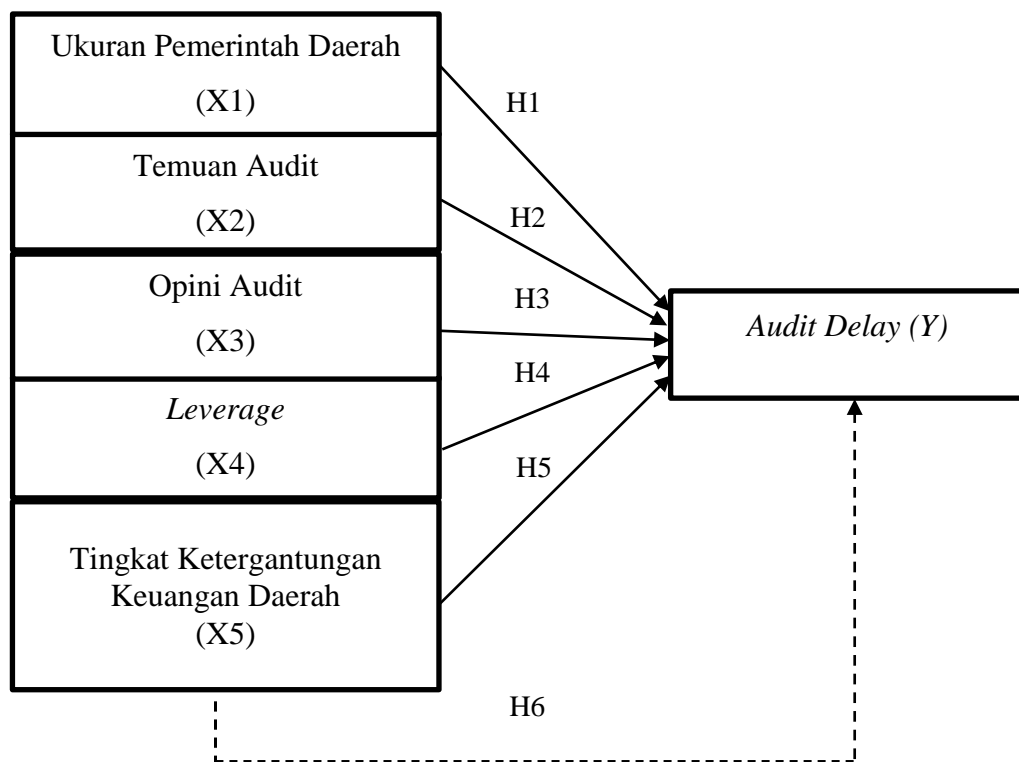 Ukuran Pemerintah Daerah
(X1)
H1
Temuan Audit
(X2)
H2
Opini Audit
(X3)
H3
Audit Delay (Y)
Leverage
(X4)
H4
H5
Tingkat Ketergantungan
Keuangan Daerah
(X5)
H6